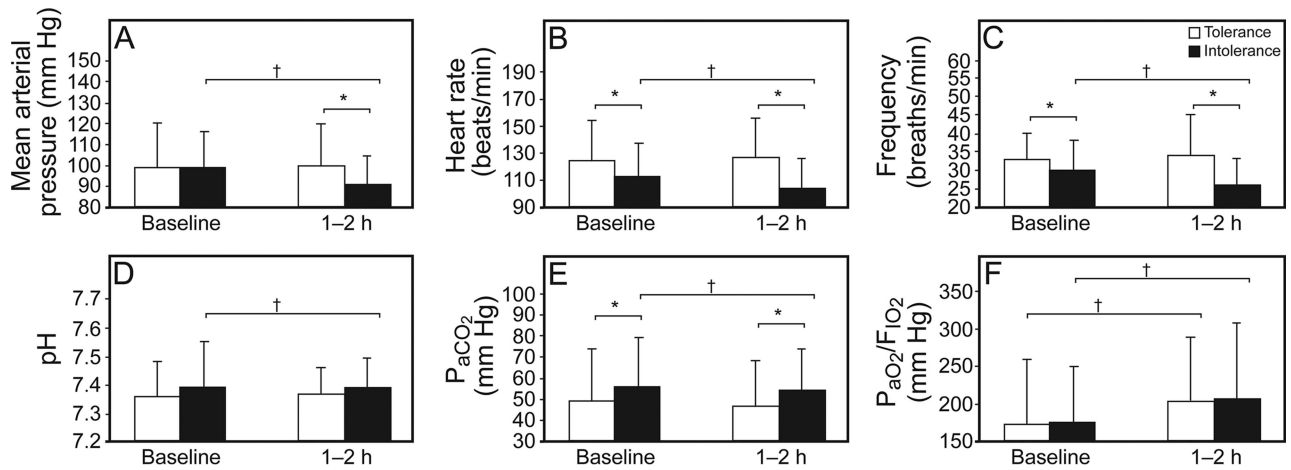 A
Mean arterial
pressure (mm Hg)
150
140
130
120
110
100
90
80
†
*
Baseline
1–2 h
B
Heart rate
(beats/min)
190
170
150
130
110
90
*
†
*
Baseline
1–2 h
C
Frequency
(breaths/min)
60
55
50
45
40
35
30
25
20
Tolerance
Intolerance
*
†
*
Baseline
1–2 h
D
pH
7.7
7.6
7.5
7.4
7.3
7.2
†
Baseline
1–2 h
E
PaCO2
(mm Hg)
100
90
80
70
60
50
40
30
*
†
*
Baseline
1–2 h
F
PaO2/FIO2
(mm Hg)
350
300
250
200
150
†
†
Baseline
1–2 h